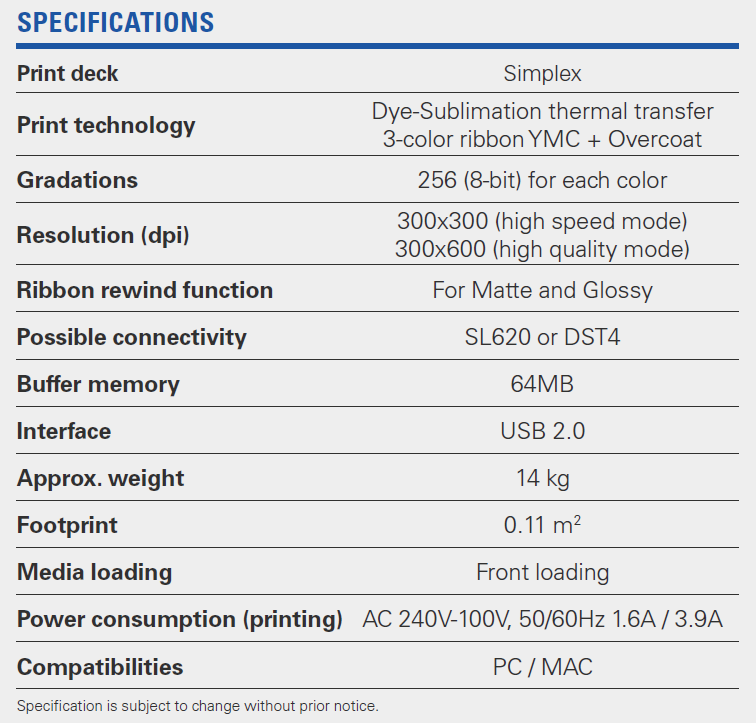 SPECIFICATIONS
Print deck Simplex
Print technology Dye-Sublimation thermal transfer
3-color ribbon YMC + Overcoat
Gradations 256 (8-bit) for each color
Resolution (dpi) 300x300 (high speed mode)
300x600 (high quality mode)
Ribbon rewind function For Matte and Glossy
Possible connectivity SL620 or DST4
Buffer memory 64MB
Interface USB 2.0
Approx. weight 14 kg
Footprint 0.11 m²
Media loading Front loading
Power consumption (printing) AC 240V-100V, 50/60Hz 1.6A / 3.9A
Compatibilities PC / MAC
Specification is subject to change without prior notice.